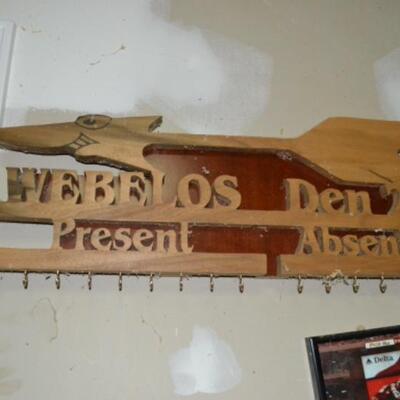 WEBELOS Den
Present Absen
Delta